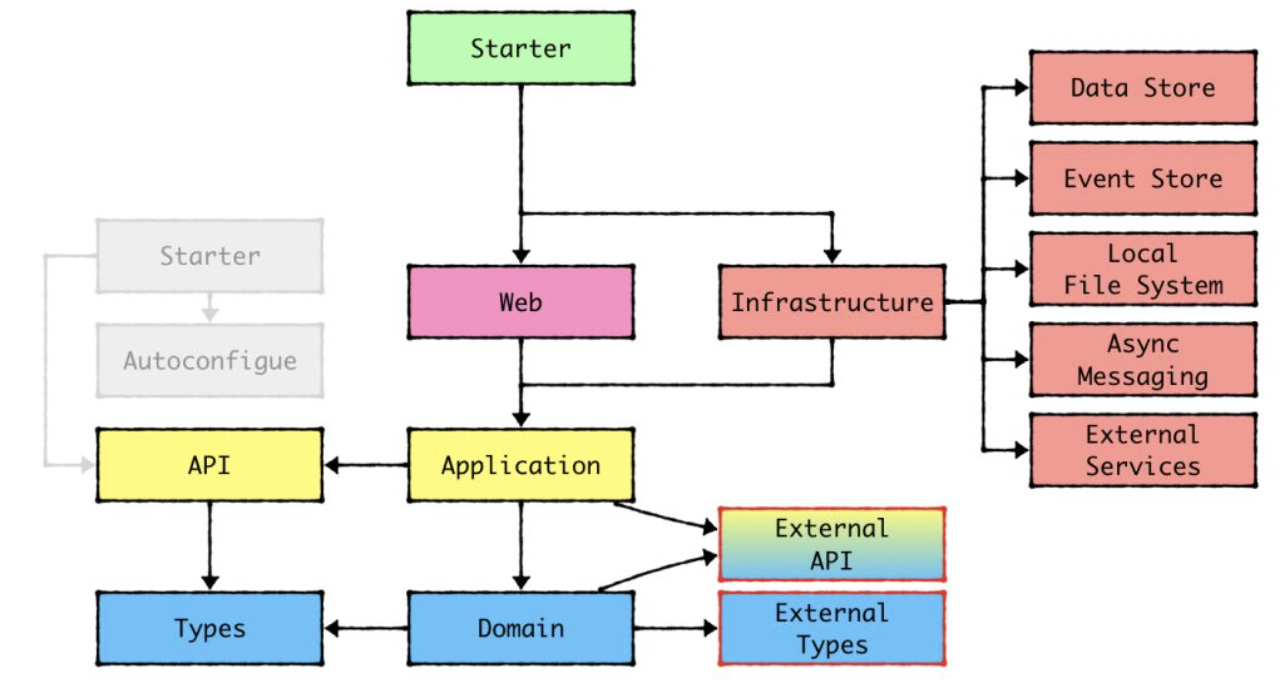 Starter
Data Store
Event Store
Starter
Local
File System
Web
Infrastructure
Async
Messaging
Autoconfigue
External
Services
API
Application
External
API
Types
Domain
External
Types